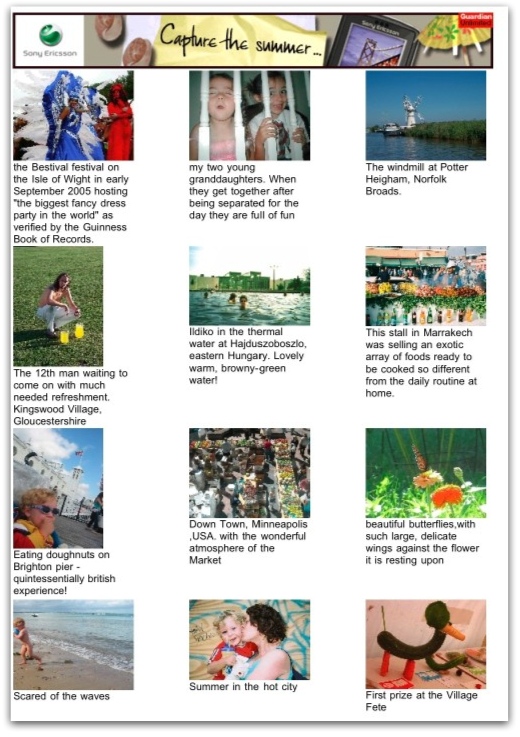 Sony Ericsson
Capture the summer...
Sony Ericsson
Guardian
Unlimited
the Bestival festival on
the Isle of Wight in early
September 2005 hosting
"the biggest fancy dress
party in the world" as
verified by the Guinness
Book of Records.
my two young
granddaughters. When
they get together after
being separated for the
day they are full of fun
The windmill at Potter
Heigham, Norfolk
Broads.
The 12th man waiting to
come on with much
needed refreshment.
Kingswood Village,
Gloucestershire
Ildiko in the thermal
water at Hajduszoboszlo,
eastern Hungary. Lovely
warm, browny-green
water!
This stall in Marrakech
was selling an exotic
array of foods ready to
be cooked so different
from the daily routine at
home.
Eating doughnuts on
Brighton pier -
quintessentially british
experience!
Down Town, Minneapolis
,USA. with the wonderful
atmosphere of the
Market
beautiful butterflies,with
such large, delicate
wings against the flower
it is resting upon
Scared of the waves
Summer in the hot city
First prize at the Village
Fete